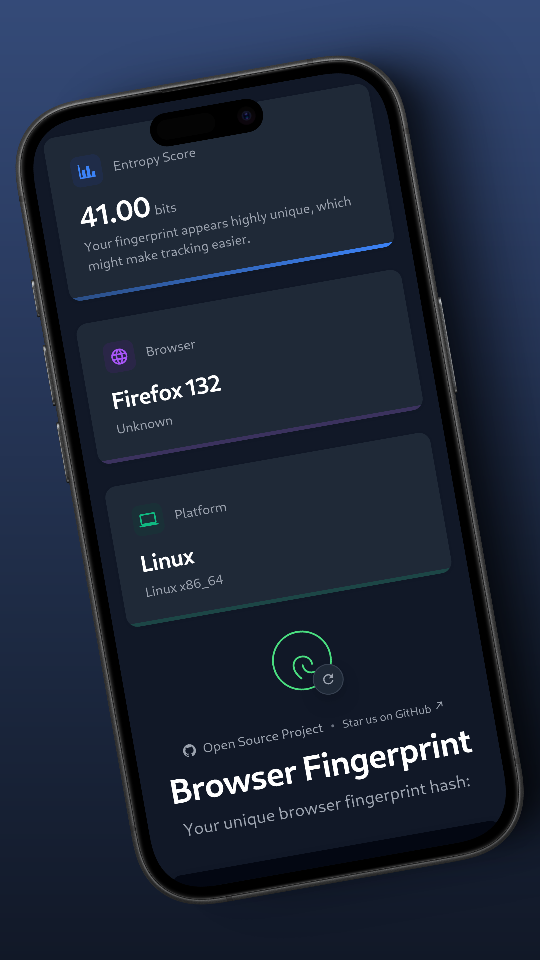 Entropy Score
41.00 bits
Your fingerprint appears highly unique, which
might make tracking easier.
Browser
Firefox 132
Unknown
Platform
Linux
Linux x86_64
Open Source Project • Star us on GitHub ↗
Browser Fingerprint
Your unique browser fingerprint hash: